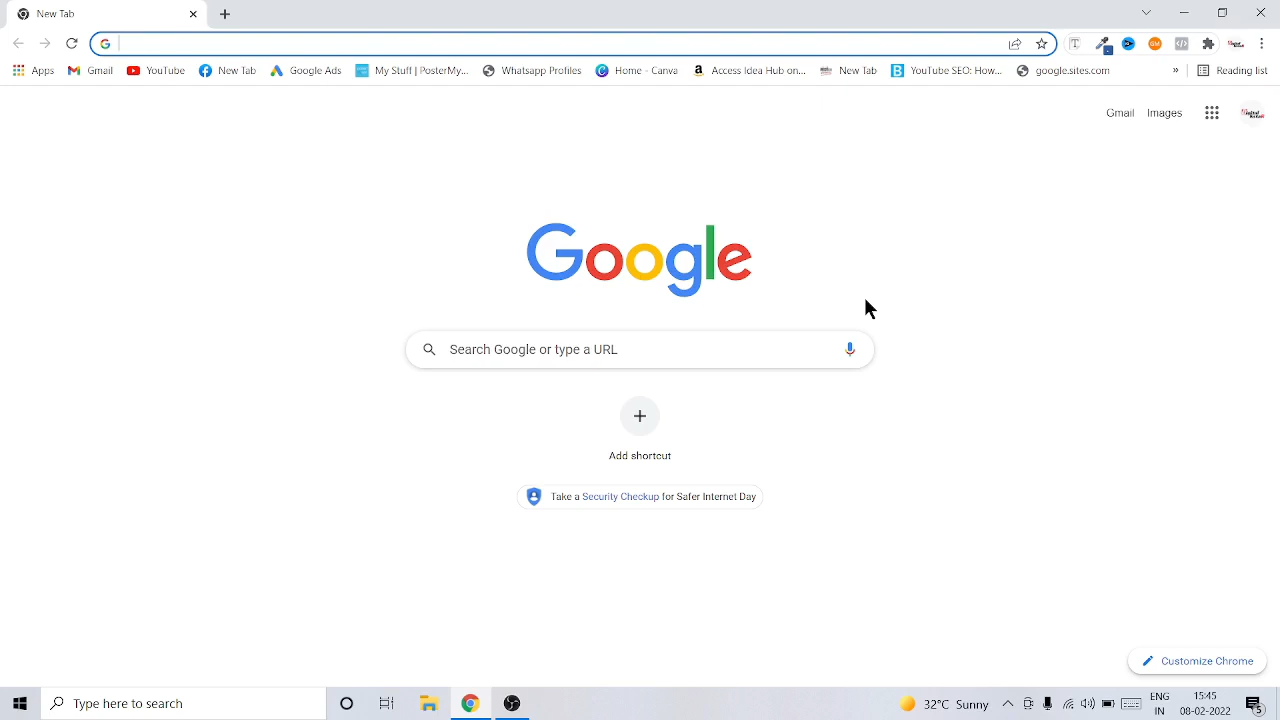 New Tab
Apps Gmail YouTube New Tab Google Ads My Stuff | PosterMy... Whatsapp Profiles Home - Canva Access Idea Hub on... New Tab YouTube SEO: How... google.sites.com » Reading list
Gmail Images
Google
Search Google or type a URL
Add shortcut
Take a Security Checkup for Safer Internet Day
Customize Chrome
Type here to search
32°C Sunny
ENG
IN
15:45
08-02-2022
5